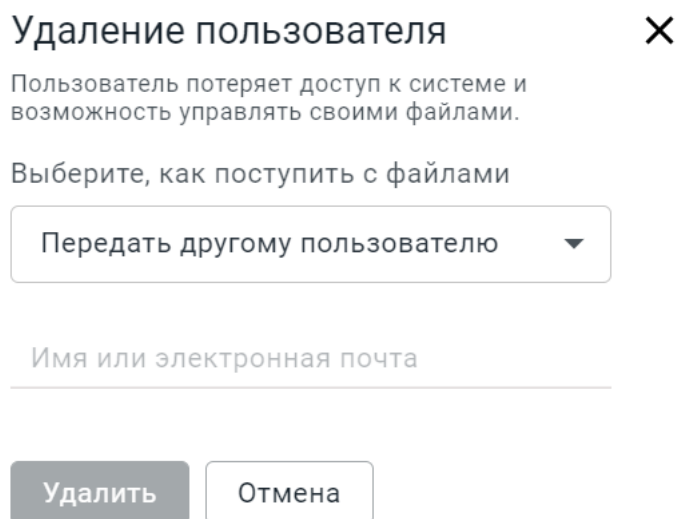 Удаление пользователя
Пользователь потеряет доступ к системе и
возможность управлять своими файлами.
Выберите, как поступить с файлами
Передать другому пользователю
Имя или электронная почта
Удалить
Отмена